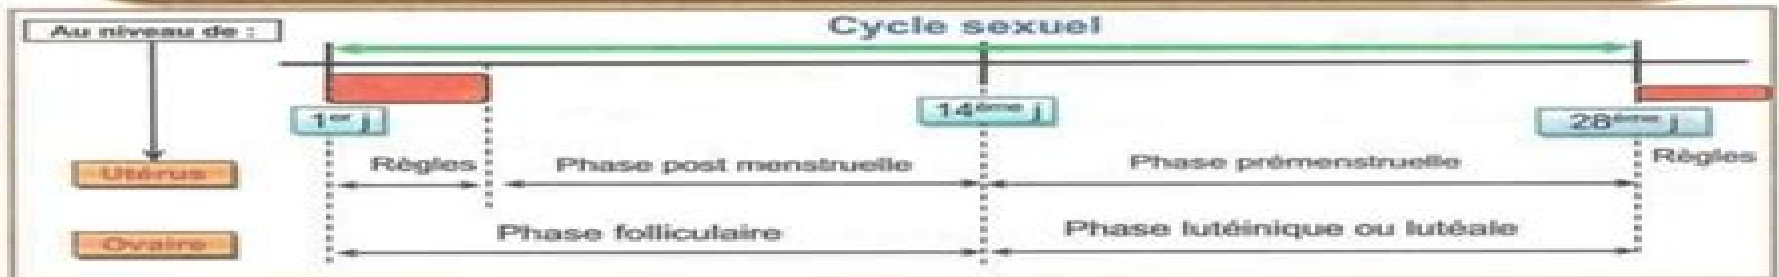 Cycle sexuel
Au niveau de :
1er j
14ème j
28ème j
Utérus
Règles
Phase post menstruelle
Phase prémenstruelle
Règles
Ovaire
Phase folliculaire
Phase lutéinique ou lutéale